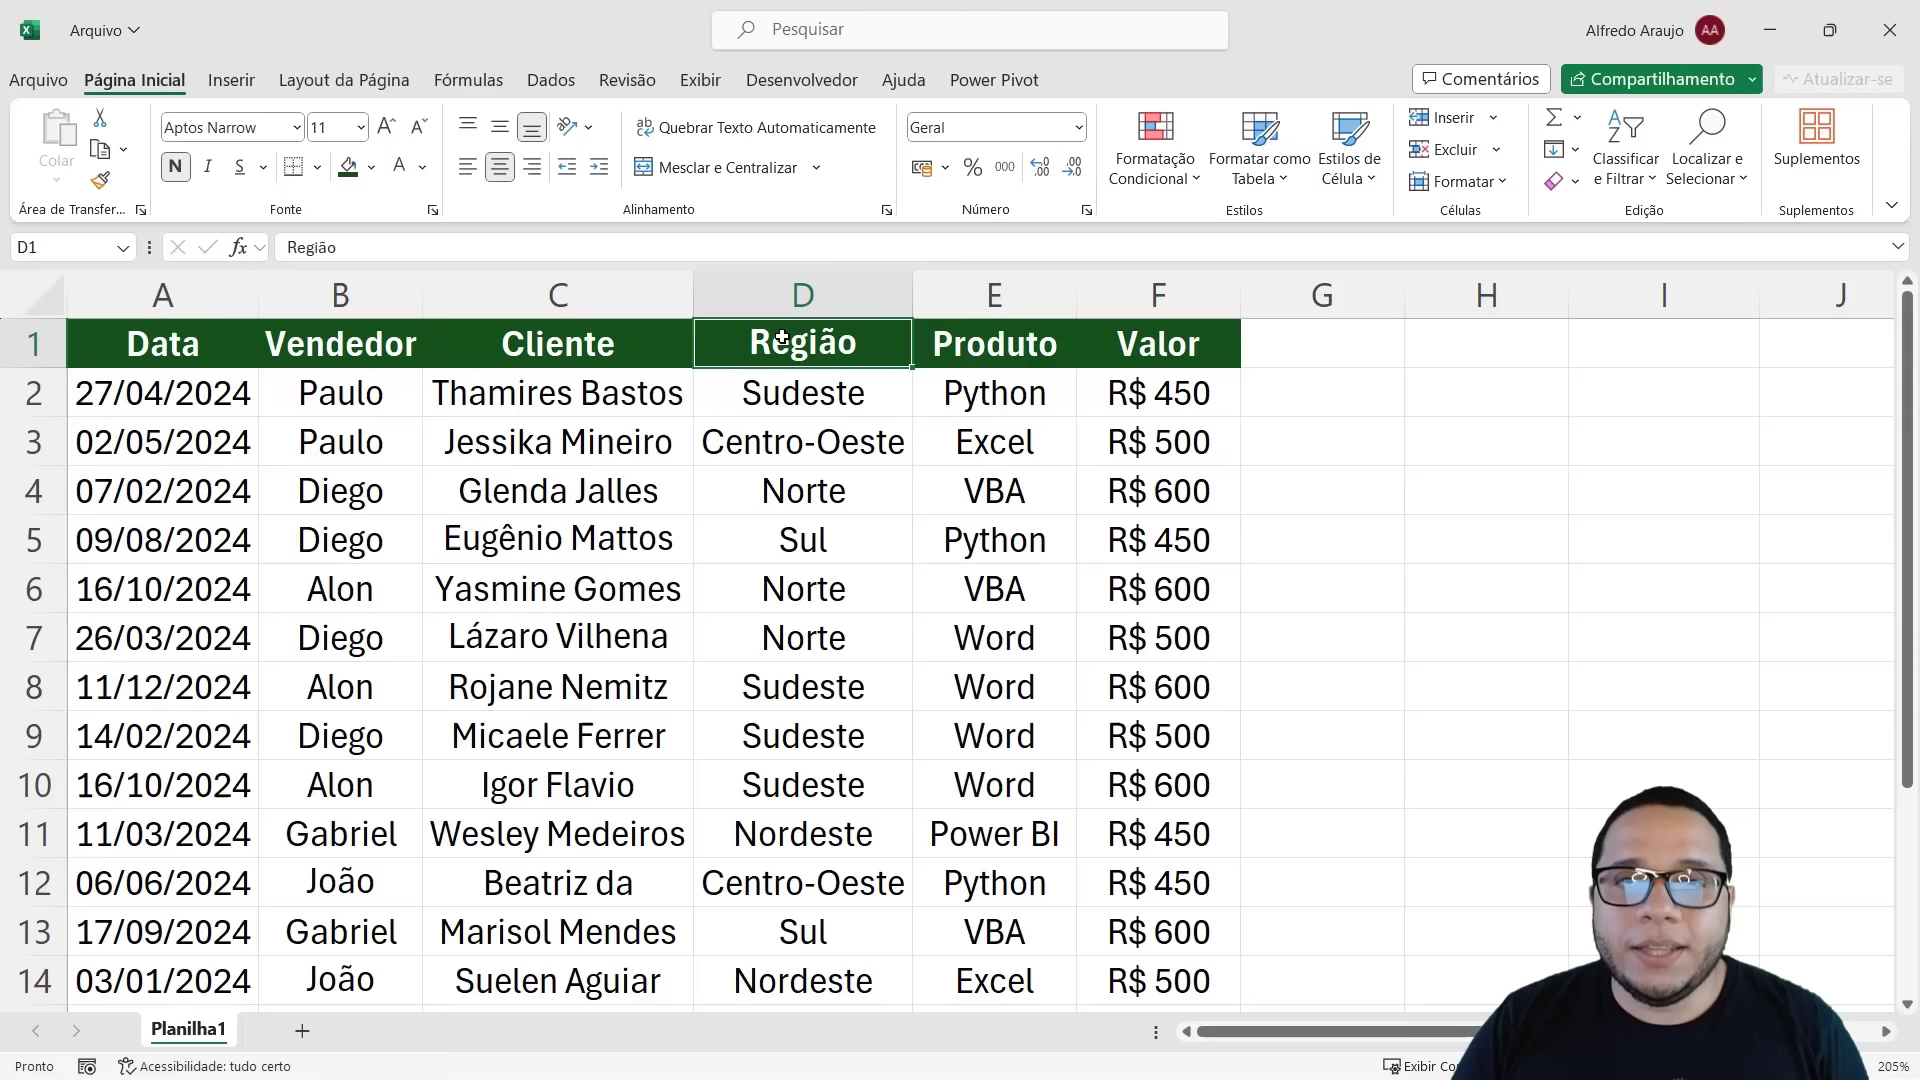 Arquivo
Pesquisar
Alfredo Araujo AA
Arquivo Página Inicial Inserir Layout da Página Fórmulas Dados Revisão Exibir Desenvolvedor Ajuda Power Pivot
Comentários Compartilhamento Atualizar-se
Colar
Área de Transfer...
Aptos Narrow 11
N I S
Fonte
Quebrar Texto Automaticamente
Mesclar e Centralizar
Alinhamento
Geral
% 000
Número
Formatação Condicional
Formatar como Tabela
Estilos de Célula
Estilos
Inserir
Excluir
Formatar
Células
Classificar e Filtrar
Localizar e Selecionar
Edição
Suplementos
Suplementos
D1 fx Região
A B C D E F G H I J
1 Data Vendedor Cliente Região Produto Valor
2 27/04/2024 Paulo Thamires Bastos Sudeste Python R$ 450
3 02/05/2024 Paulo Jessika Mineiro Centro-Oeste Excel R$ 500
4 07/02/2024 Diego Glenda Jalles Norte VBA R$ 600
5 09/08/2024 Diego Eugênio Mattos Sul Python R$ 450
6 16/10/2024 Alon Yasmine Gomes Norte VBA R$ 600
7 26/03/2024 Diego Lázaro Vilhena Norte Word R$ 500
8 11/12/2024 Alon Rojane Nemitz Sudeste Word R$ 600
9 14/02/2024 Diego Micaele Ferrer Sudeste Word R$ 500
10 16/10/2024 Alon Igor Flavio Sudeste Word R$ 600
11 11/03/2024 Gabriel Wesley Medeiros Nordeste Power BI R$ 450
12 06/06/2024 João Beatriz da Centro-Oeste Python R$ 450
13 17/09/2024 Gabriel Marisol Mendes Sul VBA R$ 600
14 03/01/2024 João Suelen Aguiar Nordeste Excel R$ 500
Planilha1
Pronto Acessibilidade: tudo certo Exibir 205%